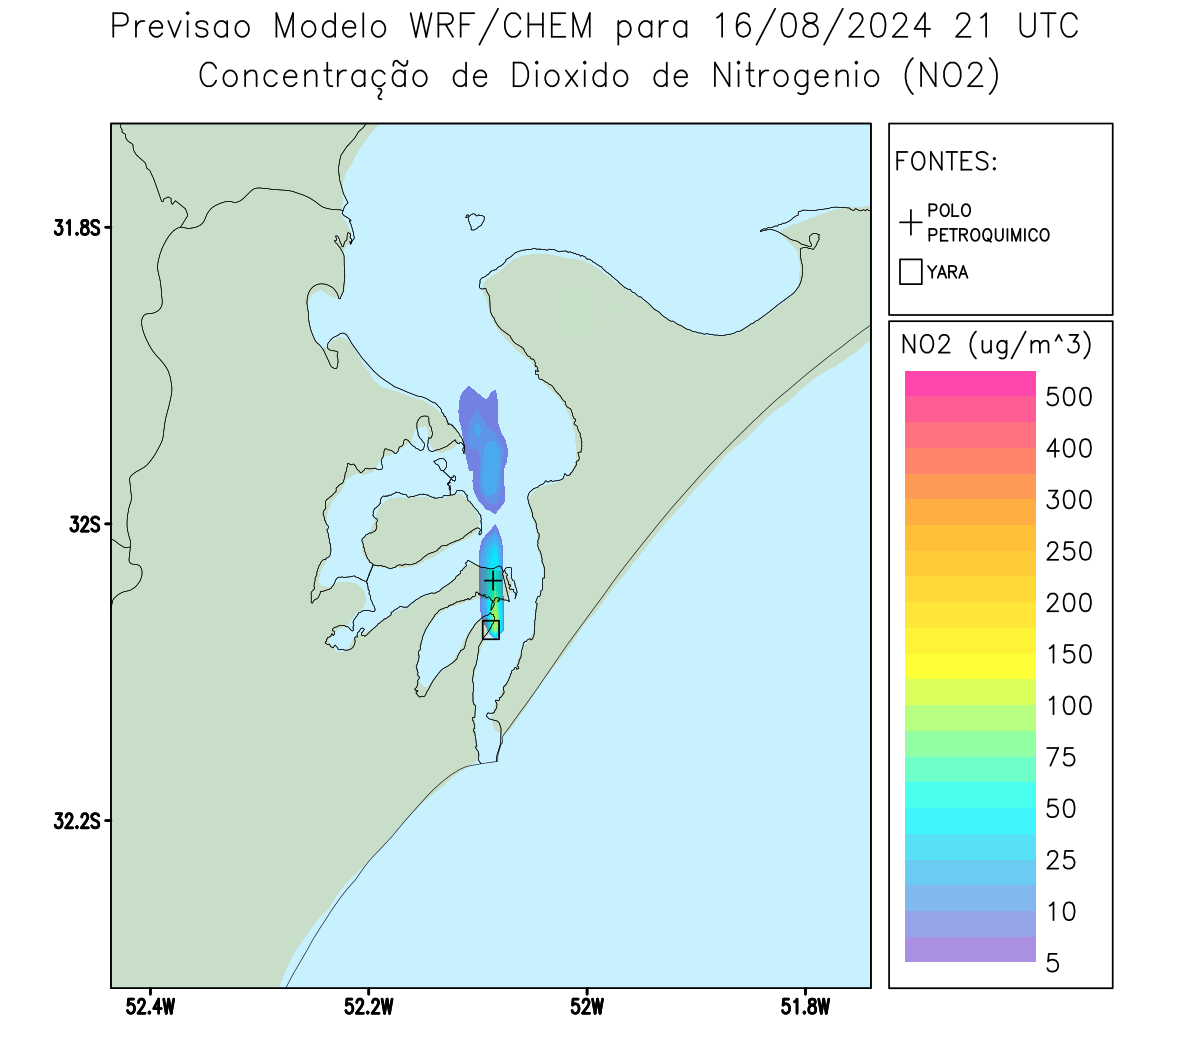 Previsao Modelo WRF/CHEM para 16/08/2024 21 UTC
Concentração de Dioxido de Nitrogenio (NO2)
FONTES:
POLO
PETROQUIMICO
YARA
31.8S
32S
32.2S
52.4W
52.2W
52W
51.8W
NO2 (ug/m^3)
500
400
300
250
200
150
100
75
50
25
10
5